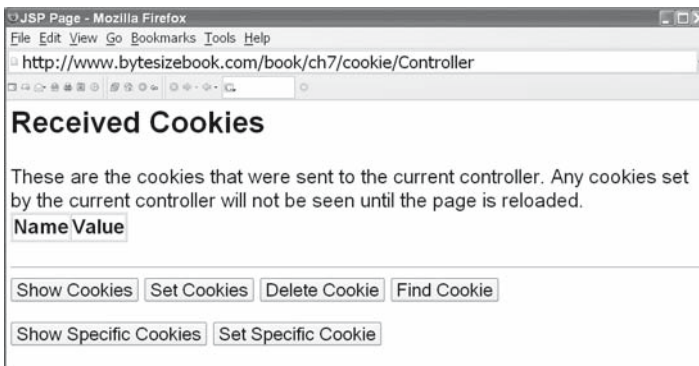 JSP Page - Mozilla Firefox
File Edit View Go Bookmarks Tools Help
http://www.bytesizebook.com/book/ch7/cookie/Controller
Received Cookies
These are the cookies that were sent to the current controller. Any cookies set
by the current controller will not be seen until the page is reloaded.
Name Value
Show Cookies Set Cookies Delete Cookie Find Cookie
Show Specific Cookies Set Specific Cookie